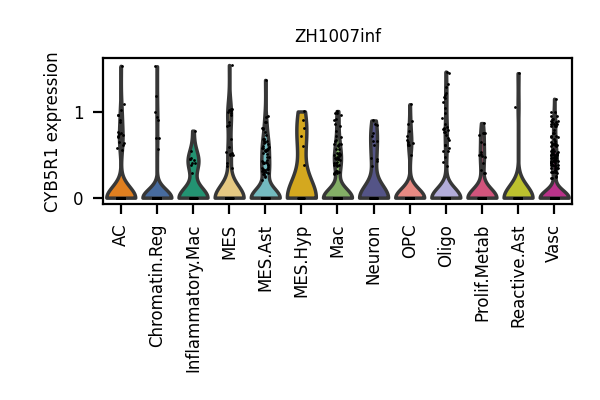 ZH1007inf
CYB5R1 expression
1
0
AC
Chromatin.Reg
Inflammatory.Mac
MES
MES.Ast
MES.Hyp
Mac
Neuron
OPC
Oligo
Prolif.Metab
Reactive.Ast
Vasc